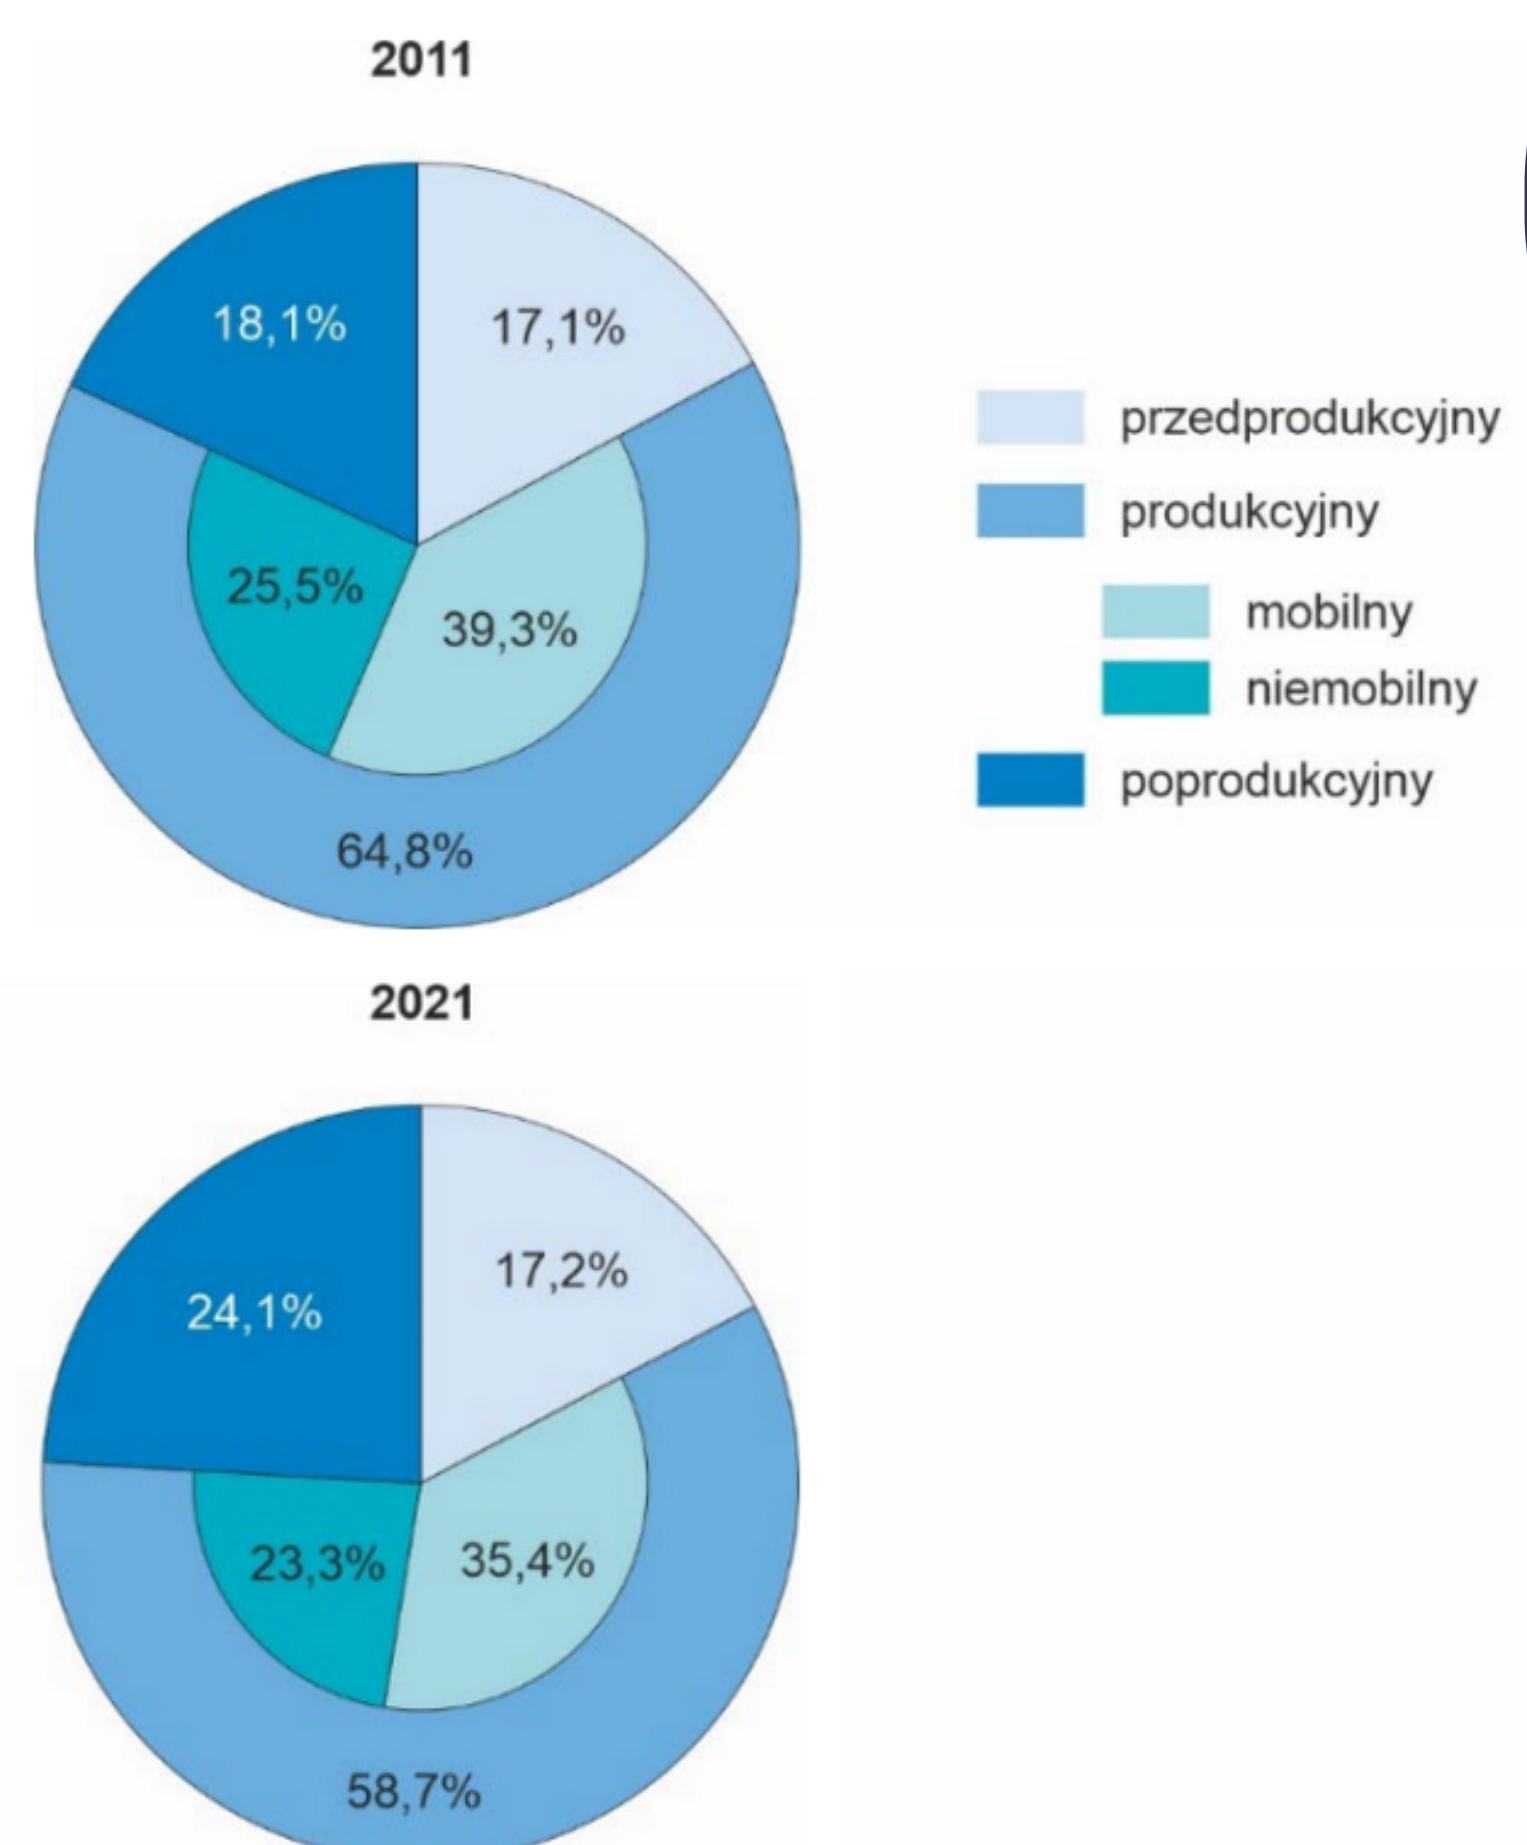 2011
18,1%
17,1%
25,5%
39,3%
64,8%
przedprodukcyjny
produkcyjny
mobilny
niemobilny
poprodukcyjny
2021
24,1%
17,2%
23,3%
35,4%
58,7%